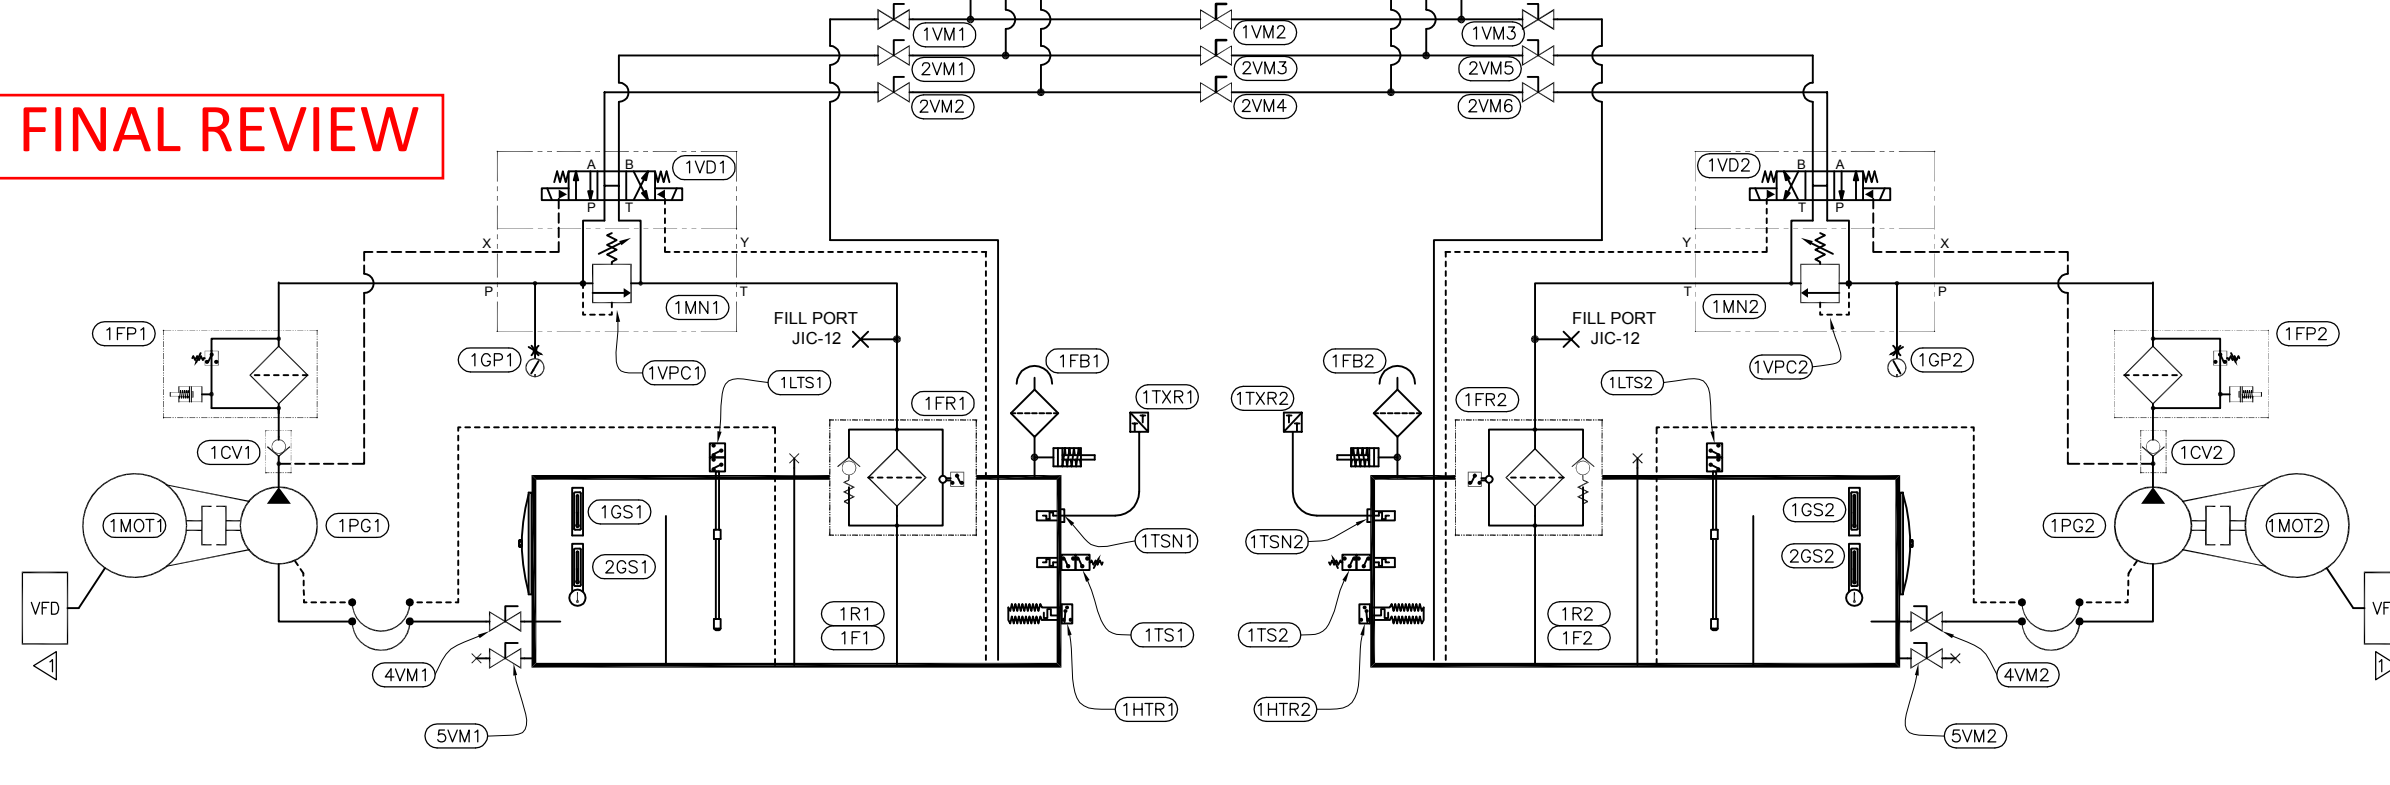 1VM1
1VM2
1VM3
2VM1
2VM3
2VM5
2VM2
2VM4
2VM6
FINAL REVIEW
A B
1VD1
P T
1VD2
B A
T P
X
Y
Y
X
P
T
T
P
1MN1
1MN2
FILL PORT
JIC-12
FILL PORT
JIC-12
1FP1
1GP1
1VPC1
1LTS1
1FB1
1TXR1
1FR1
1FB2
1TXR2
1FR2
1LTS2
1VPC2
1GP2
1FP2
T
T
T
T
1CV1
1CV2
1MOT1
1PG1
1GS1
2GS1
1TSN1
1TSN2
1GS2
2GS2
1PG2
1MOT2
VFD
1R1
1F1
1TS1
1TS2
1R2
1F2
VF
1
4VM1
4VM2
1
5VM1
1HTR1
1HTR2
5VM2